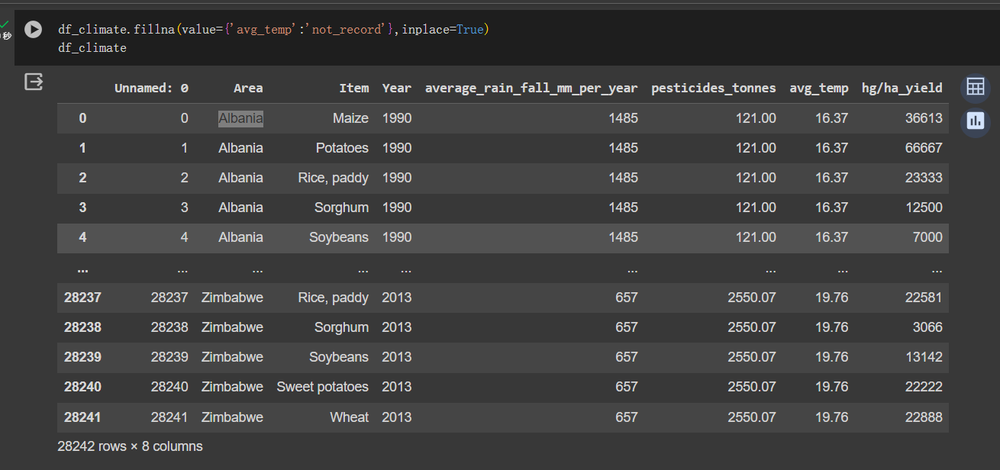 df_climate.fillna(value={'avg_temp':'not_record'},inplace=True)
秒
df_climate
Unnamed: 0 Area Item Year average_rain_fall_mm_per_year pesticides_tonnes avg_temp hg/ha_yield
0 0 Albania Maize 1990 1485 121.00 16.37 36613
1 1 Albania Potatoes 1990 1485 121.00 16.37 66667
2 2 Albania Rice, paddy 1990 1485 121.00 16.37 23333
3 3 Albania Sorghum 1990 1485 121.00 16.37 12500
4 4 Albania Soybeans 1990 1485 121.00 16.37 7000
... ... ... ... ... ... ... ... ...
28237 28237 Zimbabwe Rice, paddy 2013 657 2550.07 19.76 22581
28238 28238 Zimbabwe Sorghum 2013 657 2550.07 19.76 3066
28239 28239 Zimbabwe Soybeans 2013 657 2550.07 19.76 13142
28240 28240 Zimbabwe Sweet potatoes 2013 657 2550.07 19.76 22222
28241 28241 Zimbabwe Wheat 2013 657 2550.07 19.76 22888
28242 rows × 8 columns